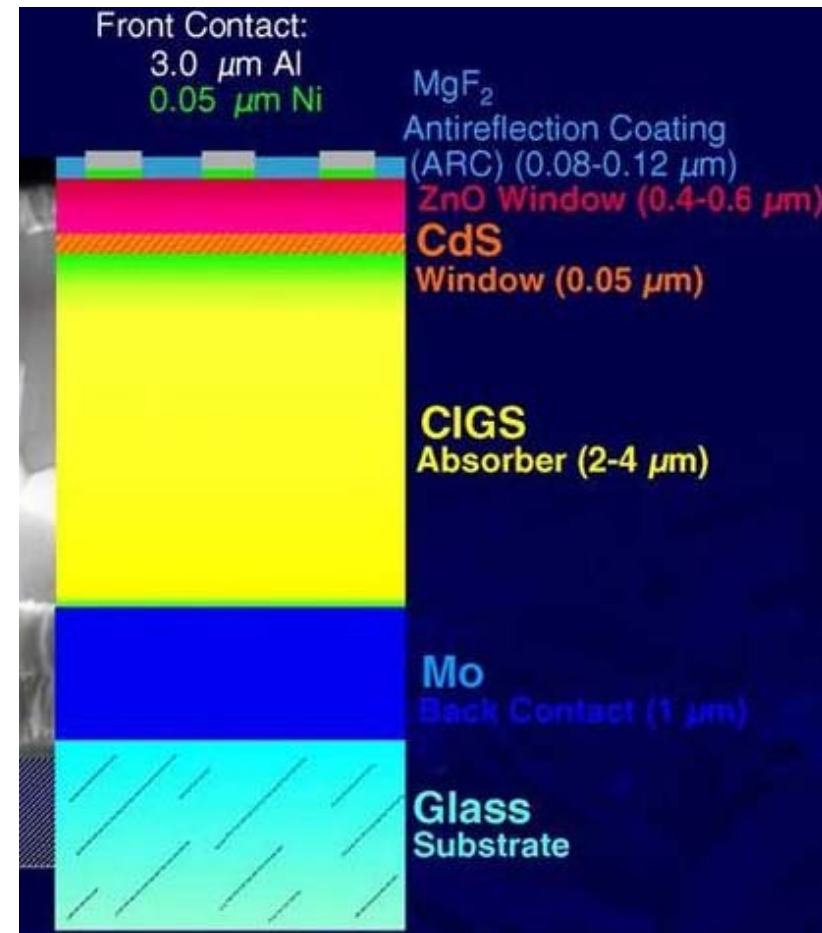 Front Contact:
3.0 μm Al
0.05 μm Ni
MgF₂
Antireflection Coating
(ARC) (0.08-0.12 μm)
ZnO Window (0.4-0.6 μm)
CdS
Window (0.05 μm)
CIGS
Absorber (2-4 μm)
Mo
Back Contact (1 μm)
Glass
Substrate